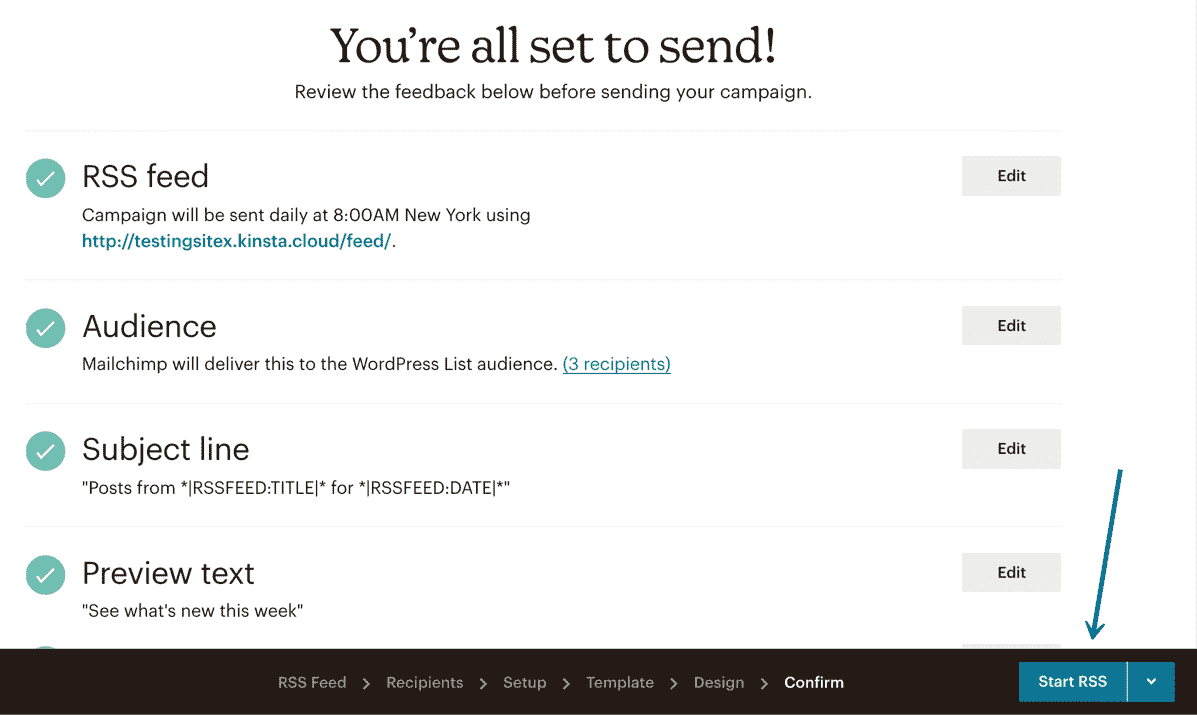 You're all set to send!
Review the feedback below before sending your campaign.
RSS feed
Edit
Campaign will be sent daily at 8:00AM New York using
http://testingsitex.kinsta.cloud/feed/.
Audience
Edit
Mailchimp will deliver this to the WordPress List audience. (3 recipients)
Subject line
Edit
"Posts from *|RSSFEED:TITLE|* for *|RSSFEED:DATE|*"
Preview text
Edit
"See what's new this week"
RSS Feed > Recipients > Setup > Template > Design > Confirm
Start RSS